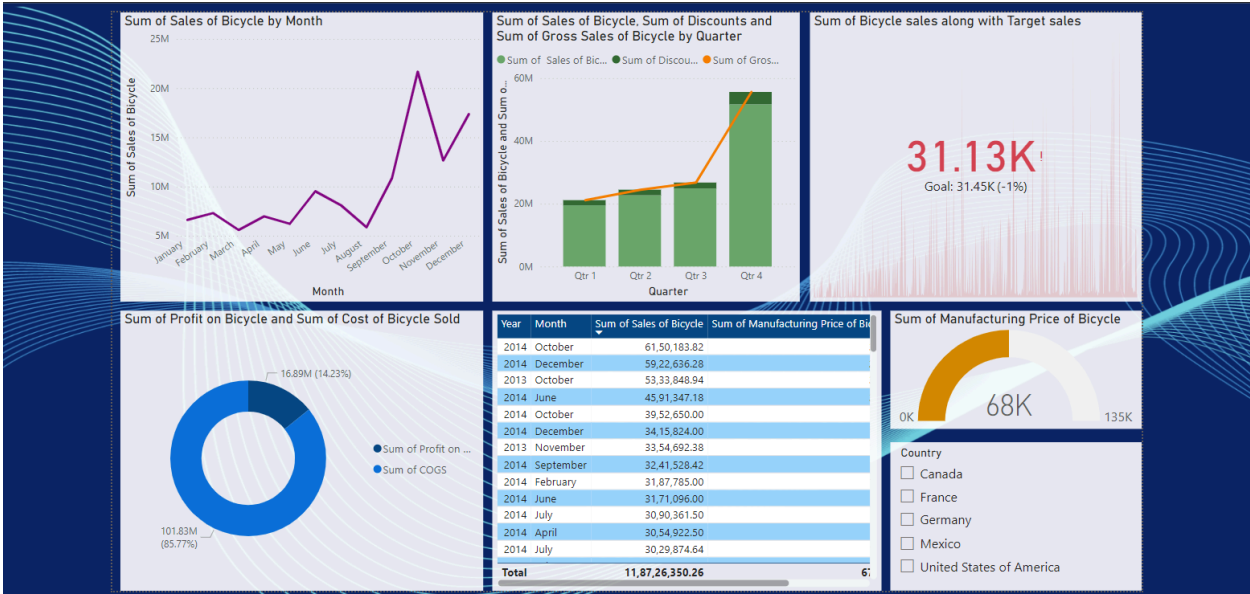 Sum of Sales of Bicycle by Month
Sum of Sales of Bicycle
25M
20M
15M
10M
5M
January
February
March
April
May
June
July
August
September
October
November
December
Month
Sum of Sales of Bicycle, Sum of Discounts and
Sum of Gross Sales of Bicycle by Quarter
Sum of Sales of Bic... Sum of Discou... Sum of Gros...
Sum of Sales of Bicycle and Sum o...
60M
40M
20M
0M
Qtr 1 Qtr 2 Qtr 3 Qtr 4
Quarter
Sum of Bicycle sales along with Target sales
31.13K!
Goal: 31.45K (-1%)
Sum of Profit on Bicycle and Sum of Cost of Bicycle Sold
16.89M (14.23%)
101.83M
(85.77%)
Sum of Profit on ...
Sum of COGS
Year Month Sum of Sales of Bicycle Sum of Manufacturing Price of Bi
2014 October 61,50,183.82
2014 December 59,22,636.28
2013 October 53,33,848.94
2014 June 45,91,347.18
2014 October 39,52,650.00
2014 December 34,15,824.00
2013 November 33,54,692.38
2014 September 32,41,528.42
2014 February 31,87,785.00
2014 June 31,71,096.00
2014 July 30,90,361.50
2014 April 30,54,922.50
2014 July 30,29,874.64
Total 11,87,26,350.26 67
Sum of Manufacturing Price of Bicycle
68K
0K 135K
Country
Canada
France
Germany
Mexico
United States of America